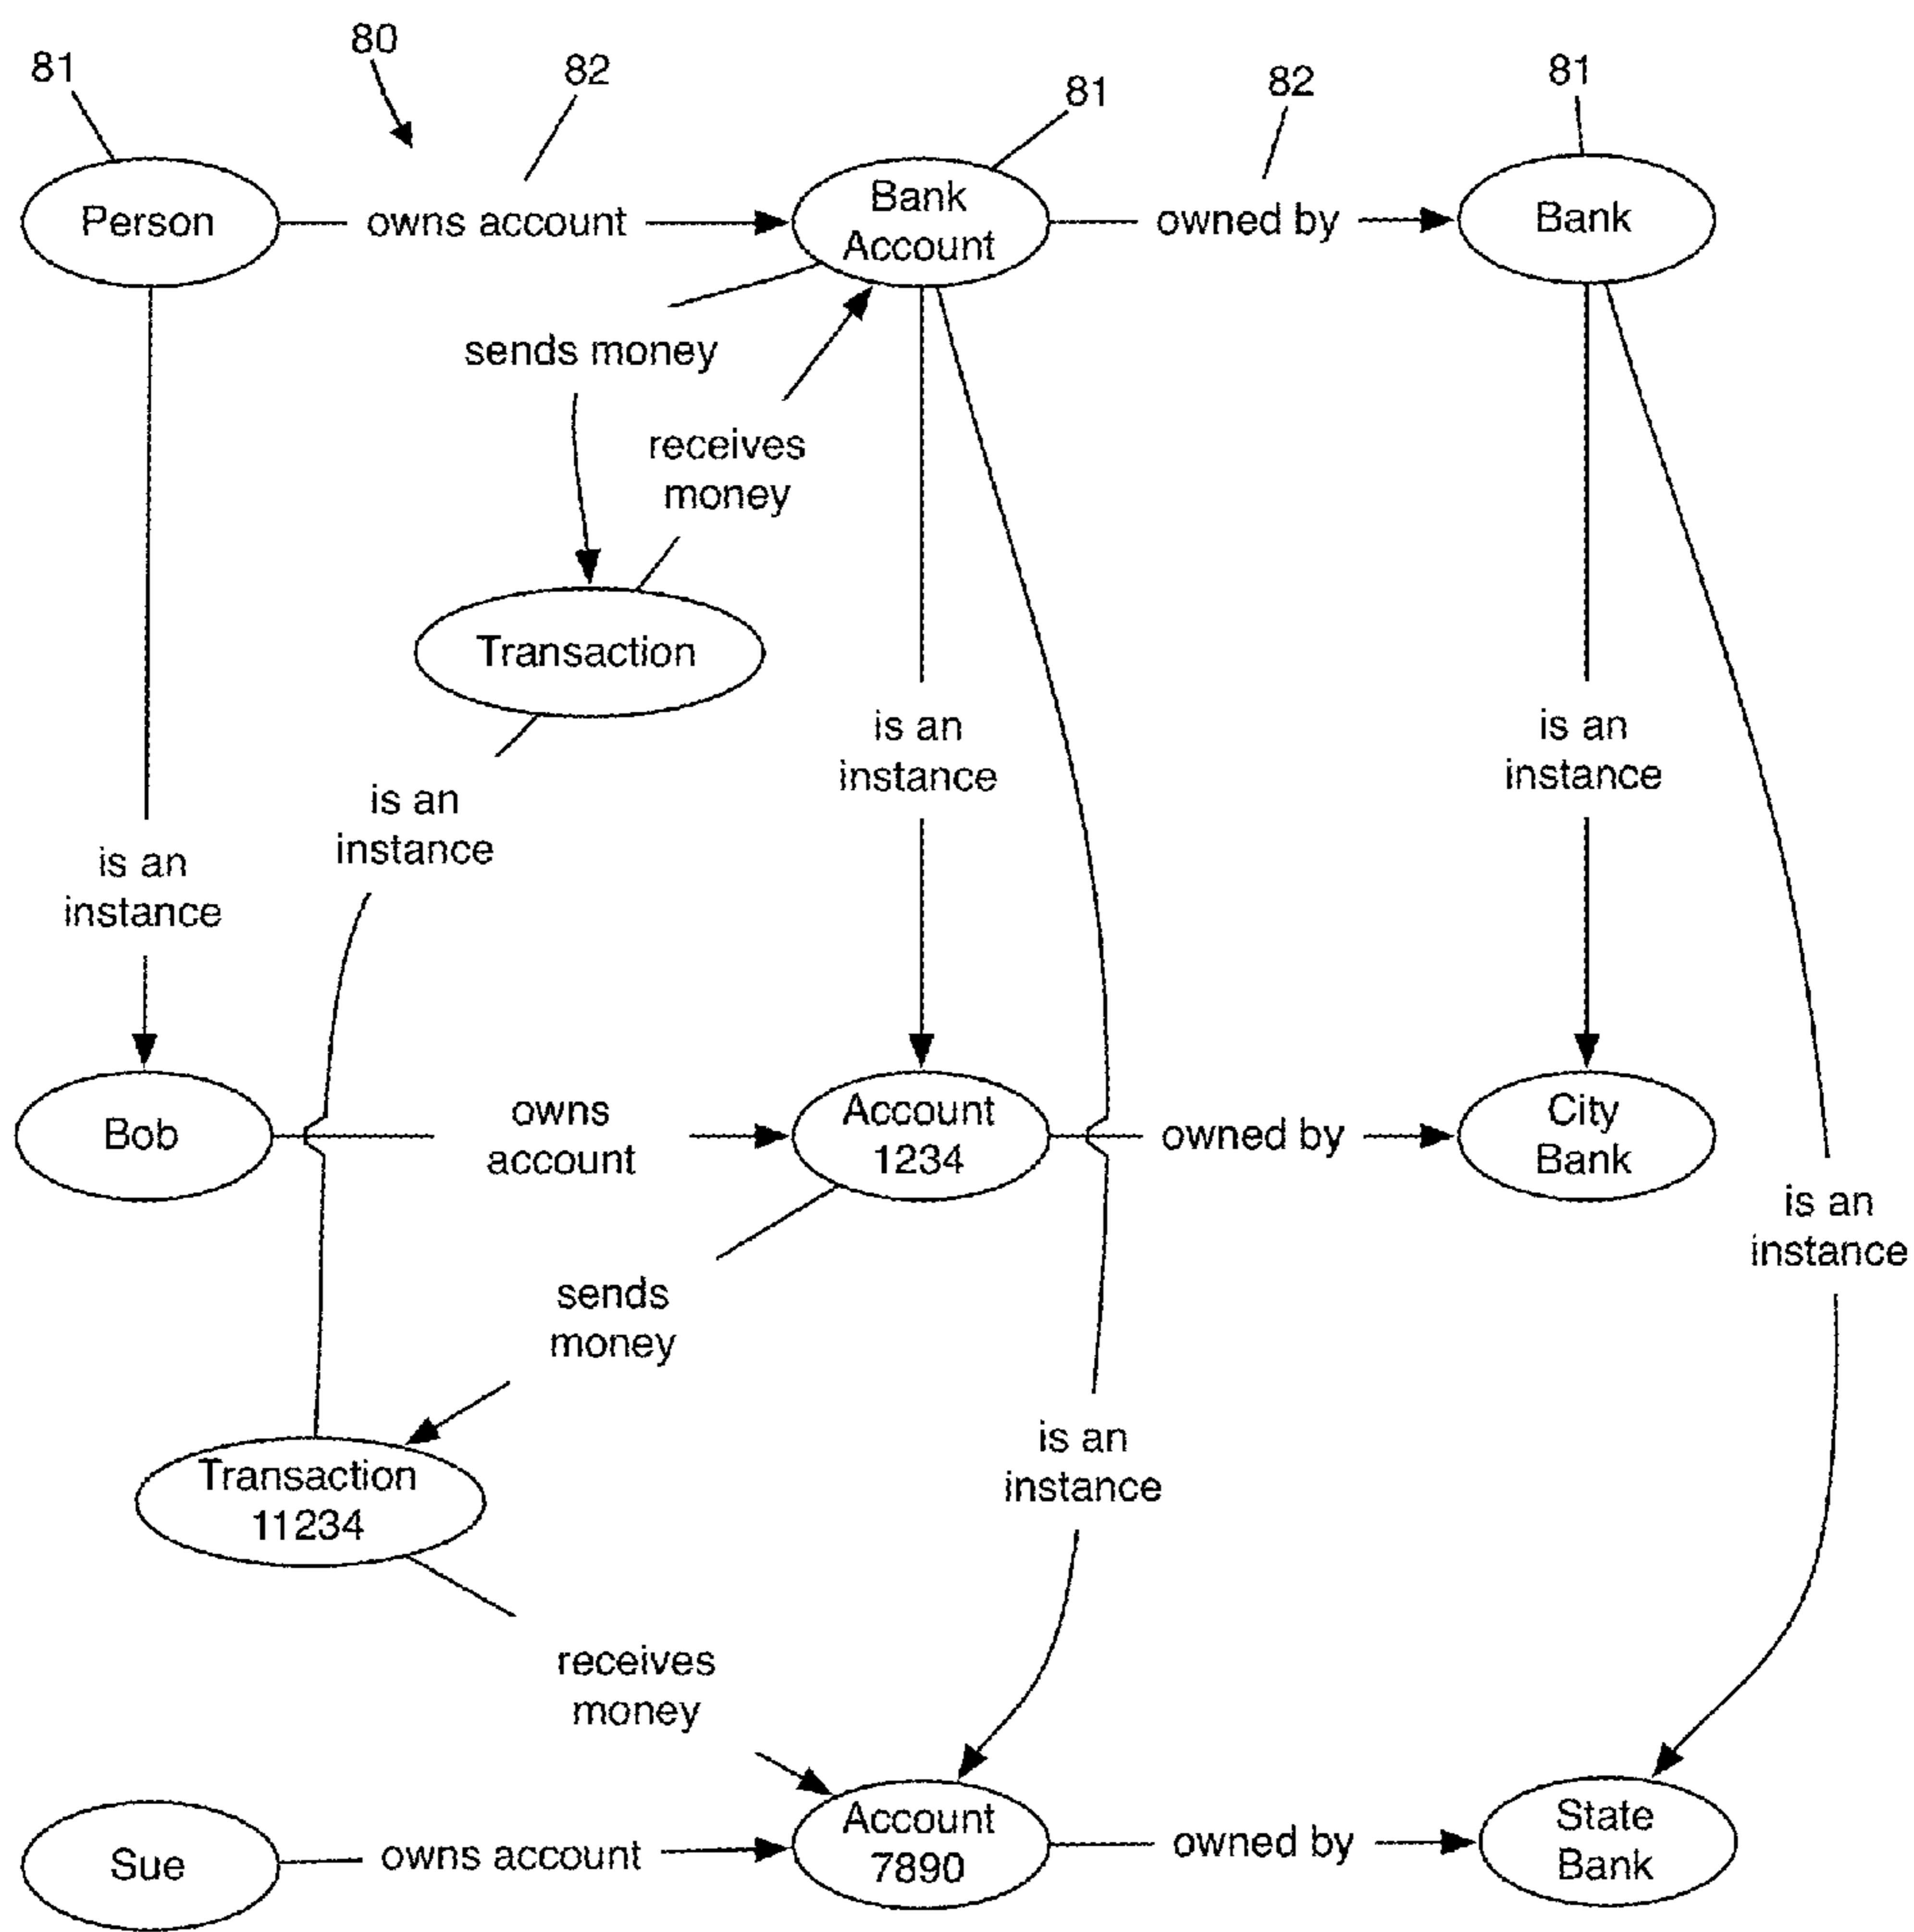 80
81
82
81
82
81
Person
owns account
Bank
Account
owned by
Bank
sends money
receives
money
Transaction
is an
instance
is an
instance
is an
instance
is an
instance
Bob
owns
account
Account
1234
owned by
City
Bank
is an
instance
sends
money
Transaction
11234
is an
instance
receives
money
Sue
owns account
Account
7890
owned by
State
Bank